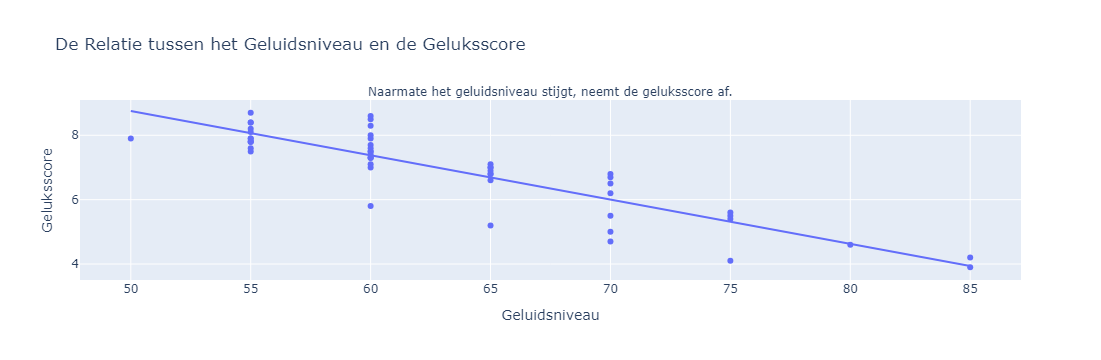 De Relatie tussen het Geluidsniveau en de Geluksscore
Naarmate het geluidsniveau stijgt, neemt de geluksscore af.
Geluksscore
8
6
4
50 55 60 65 70 75 80 85
Geluidsniveau